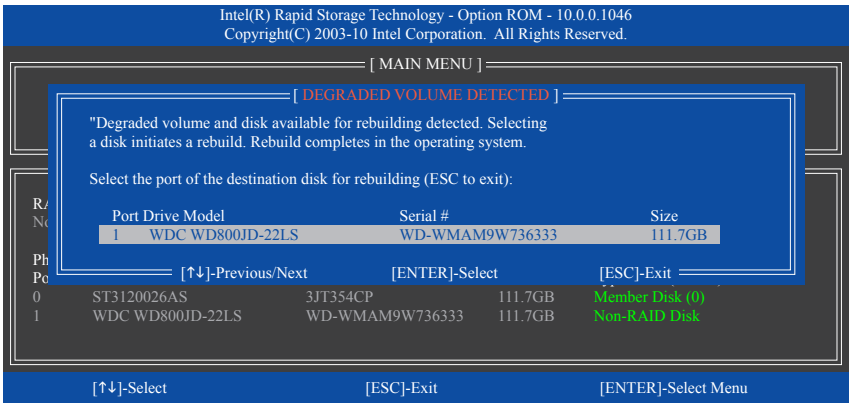 Intel(R) Rapid Storage Technology - Option ROM - 10.0.0.1046
Copyright(C) 2003-10 Intel Corporation.  All Rights Reserved.
[ MAIN MENU ]
[ DEGRADED VOLUME DETECTED ]
"Degraded volume and disk available for rebuilding detected. Selecting
a disk initiates a rebuild. Rebuild completes in the operating system.
Select the port of the destination disk for rebuilding (ESC to exit):
Port Drive Model Serial # Size
1 WDC WD800JD-22LS WD-WMAM9W736333 111.7GB
[↑↓]-Previous/Next [ENTER]-Select [ESC]-Exit
0 ST3120026AS 3JT354CP 111.7GB Member Disk (0)
1 WDC WD800JD-22LS WD-WMAM9W736333 111.7GB Non-RAID Disk
[↑↓]-Select [ESC]-Exit [ENTER]-Select Menu